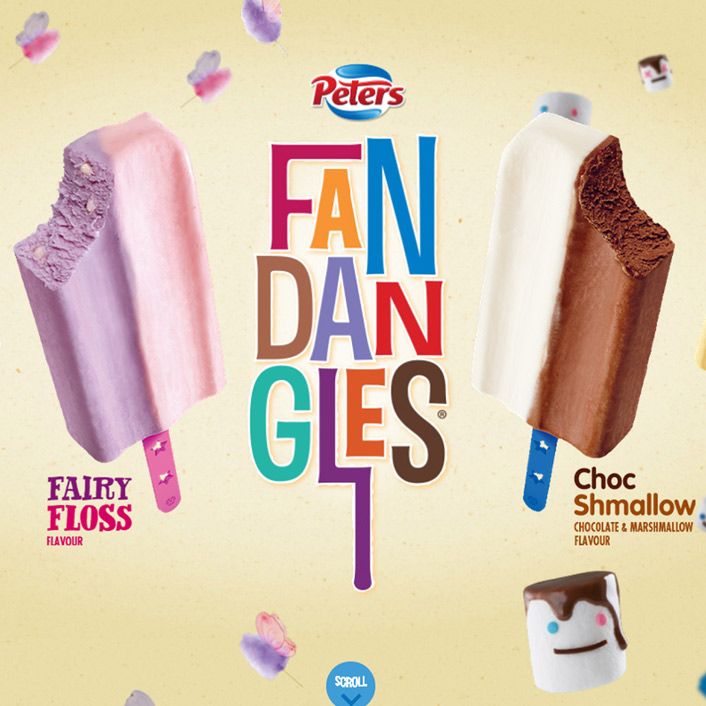 Peters
FAN
DAN
GLES®
FAIRY
FLOSS
FLAVOUR
Choc
Shmallow
CHOCOLATE & MARSHMALLOW
FLAVOUR
SCROLL